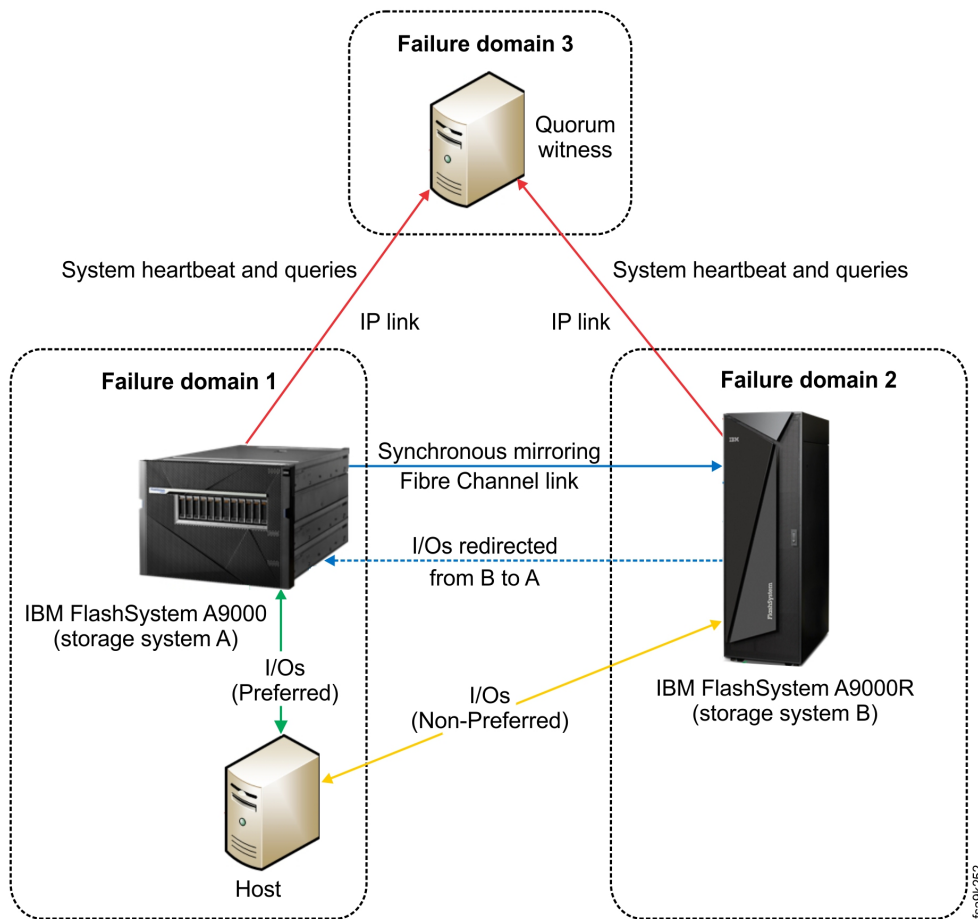 Failure domain 3
Quorum
witness
System heartbeat and queries
System heartbeat and queries
IP link
IP link
Failure domain 1
Failure domain 2
IBM
Synchronous mirroring
Fibre Channel link
I/Os redirected
from B to A
FlashSystem
IBM FlashSystem A9000
(storage system A)
I/Os
(Preferred)
I/Os
(Non-Preferred)
IBM FlashSystem A9000R
(storage system B)
Host